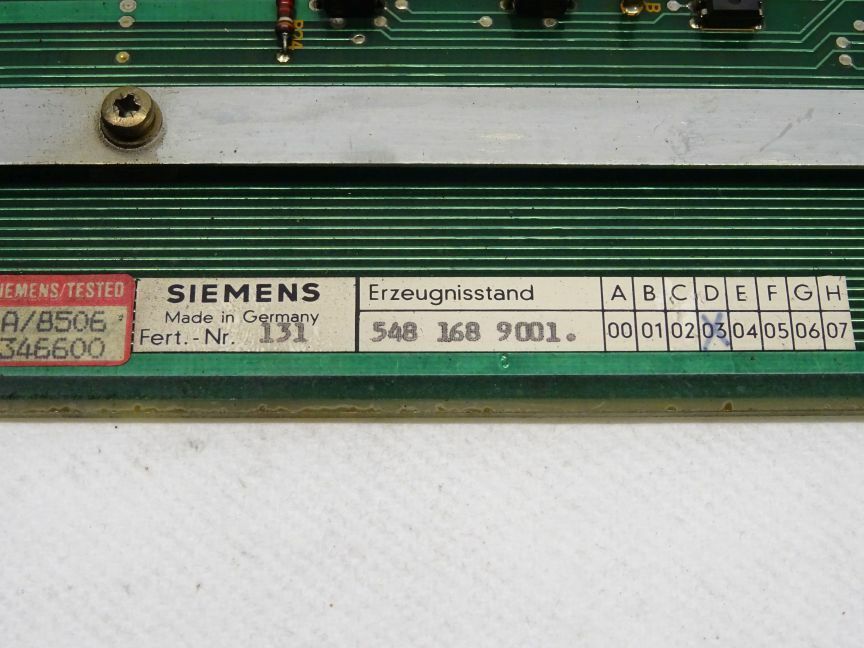 R24
B
SIEMENS/TESTED
A/8506
346600
SIEMENS
Made in Germany
Fert.-Nr. 131
Erzeugnisstand
548 168 9001.
A B C D E F G H
00 01 02 03 04 05 06 07